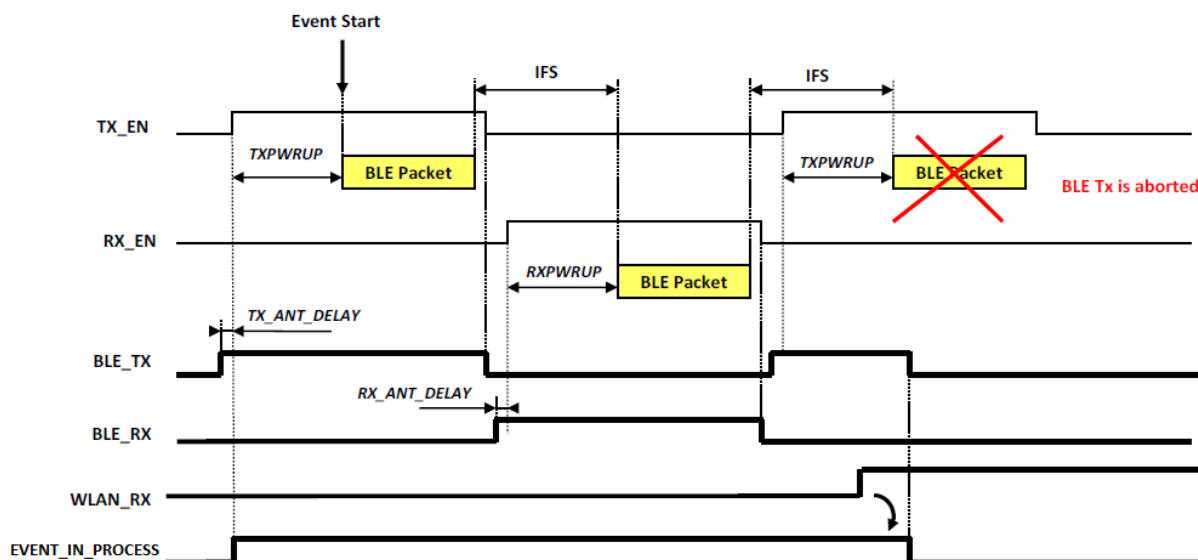 Event Start
IFS
IFS
TX_EN
TXPWRUP
BLE Packet
TXPWRUP
BLE Packet
BLE Tx is aborted
RX_EN
RXPWRUP
BLE Packet
TX_ANT_DELAY
BLE_TX
RX_ANT_DELAY
BLE_RX
WLAN_RX
EVENT_IN_PROCESS